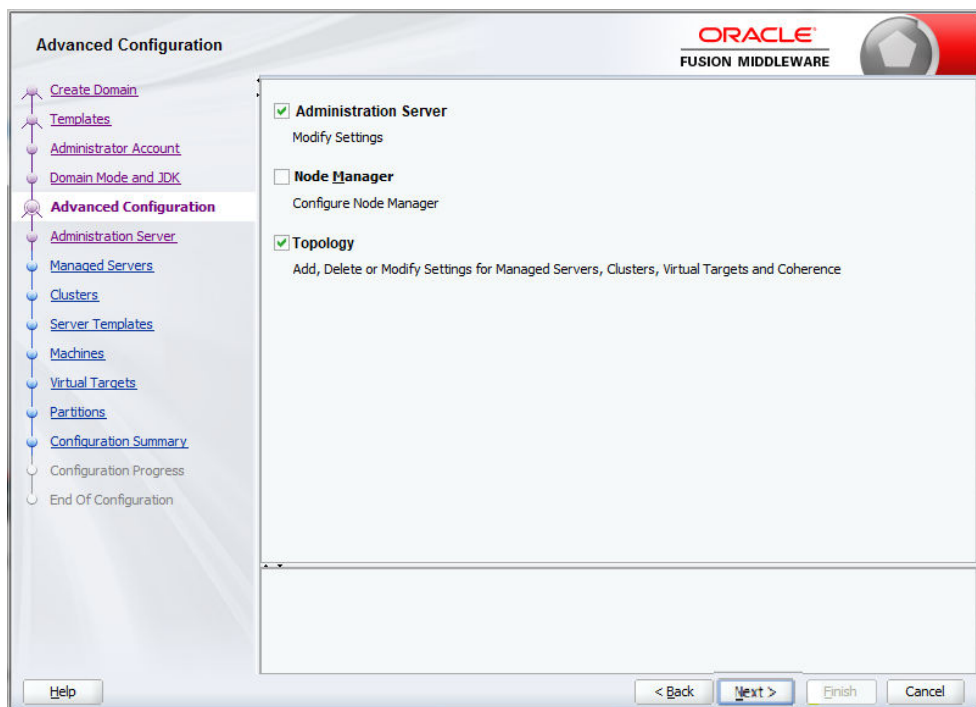 Advanced Configuration
ORACLE
FUSION MIDDLEWARE
Create Domain
Templates
Administrator Account
Domain Mode and JDK
Advanced Configuration
Administration Server
Managed Servers
Clusters
Server Templates
Machines
Virtual Targets
Partitions
Configuration Summary
Configuration Progress
End Of Configuration
Administration Server
Modify Settings
Node Manager
Configure Node Manager
Topology
Add, Delete or Modify Settings for Managed Servers, Clusters, Virtual Targets and Coherence
Help
< Back
Next >
Finish
Cancel